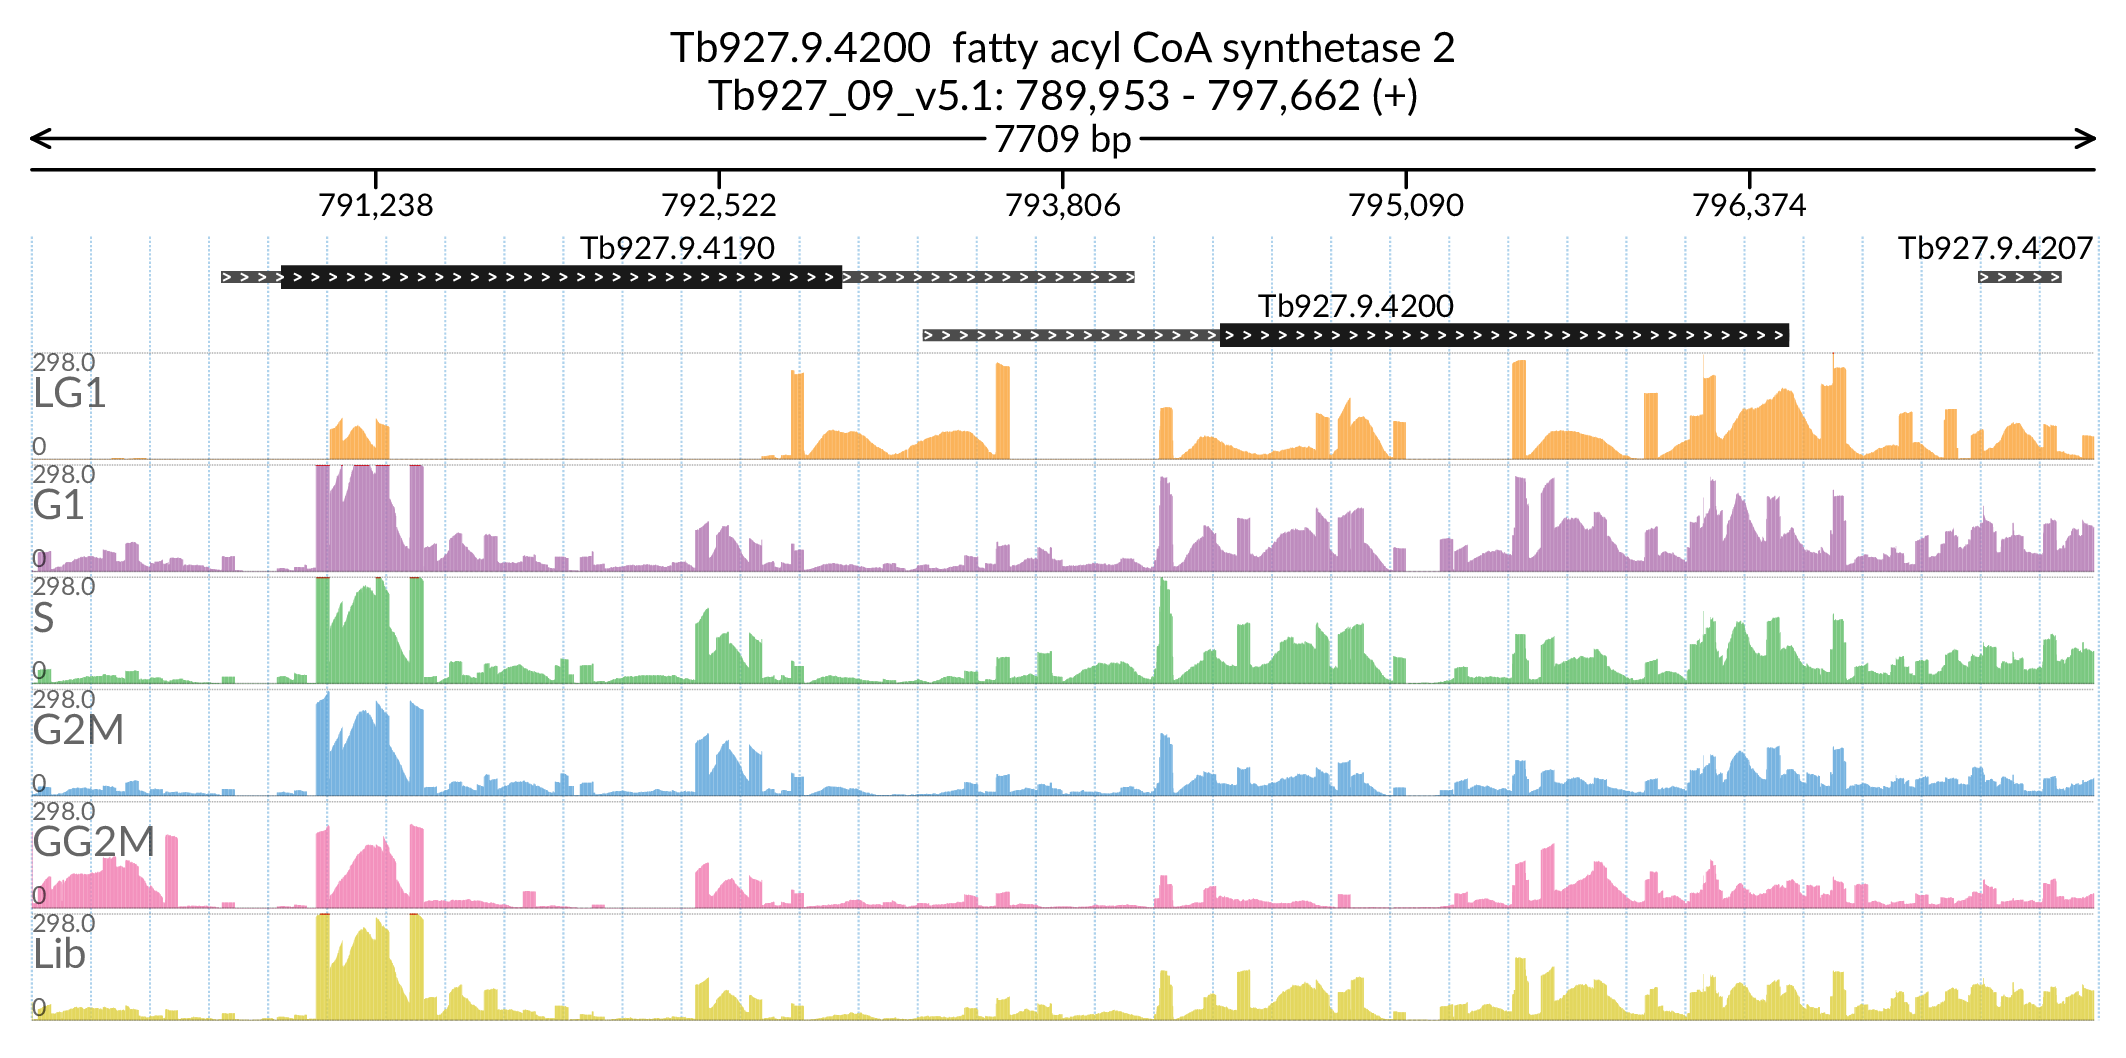 Tb927.9.4200 fatty acyl CoA synthetase 2
Tb927_09_v5.1: 789,953 - 797,662 (+)
7709 bp
791,238 792,522 793,806 795,090 796,374
Tb927.9.4190 Tb927.9.4207
Tb927.9.4200
298.0
LG1
0
298.0
G1
0
298.0
S
0
298.0
G2M
0
298.0
GG2M
0
298.0
Lib
0